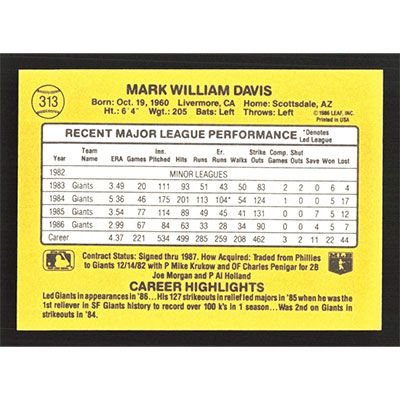 313
MARK WILLIAM DAVIS
Born: Oct. 19, 1960 Livermore, CA Home: Scottsdale, AZ
Ht.: 6'4" Wgt.: 205 Bats: Left Throws: Left
© 1986 LEAF, INC.
Printed in USA
RECENT MAJOR LEAGUE PERFORMANCE *Denotes Led League
Year Team Name ERA Games Inn. Pitched Hits Runs Er. Runs Walks Strike Outs Comp. Games Shut Outs Save Won Lost
1982 MINOR LEAGUES
1983 Giants 3.49 20 111 93 51 43 50 83 2 2 0 6 4
1984 Giants 5.36 46 175 201 113 104* 54 124 1 0 0 5 17
1985 Giants 3.54 77 114 89 49 45 41 131 0 0 7 5 12
1986 Giants 2.99 67 84 63 33 28 34 90 0 0 4 5 7
Career 4.37 221 499 285 259 208 462 3 2 11 22 44
Contract Status: Signed thru 1987. How Acquired: Traded from Phillies
to Giants 12/14/82 with P Mike Krukow and OF Charles Penigar for 2B
Joe Morgan and P Al Holland
CAREER HIGHLIGHTS
Led Giants in appearances in '86...His 127 strikeouts in relief led majors in '85 when he was the
1st reliever in SF Giants history to record over 100 k's in 1 season...Was 2nd on Giants in
strikeouts in '84.